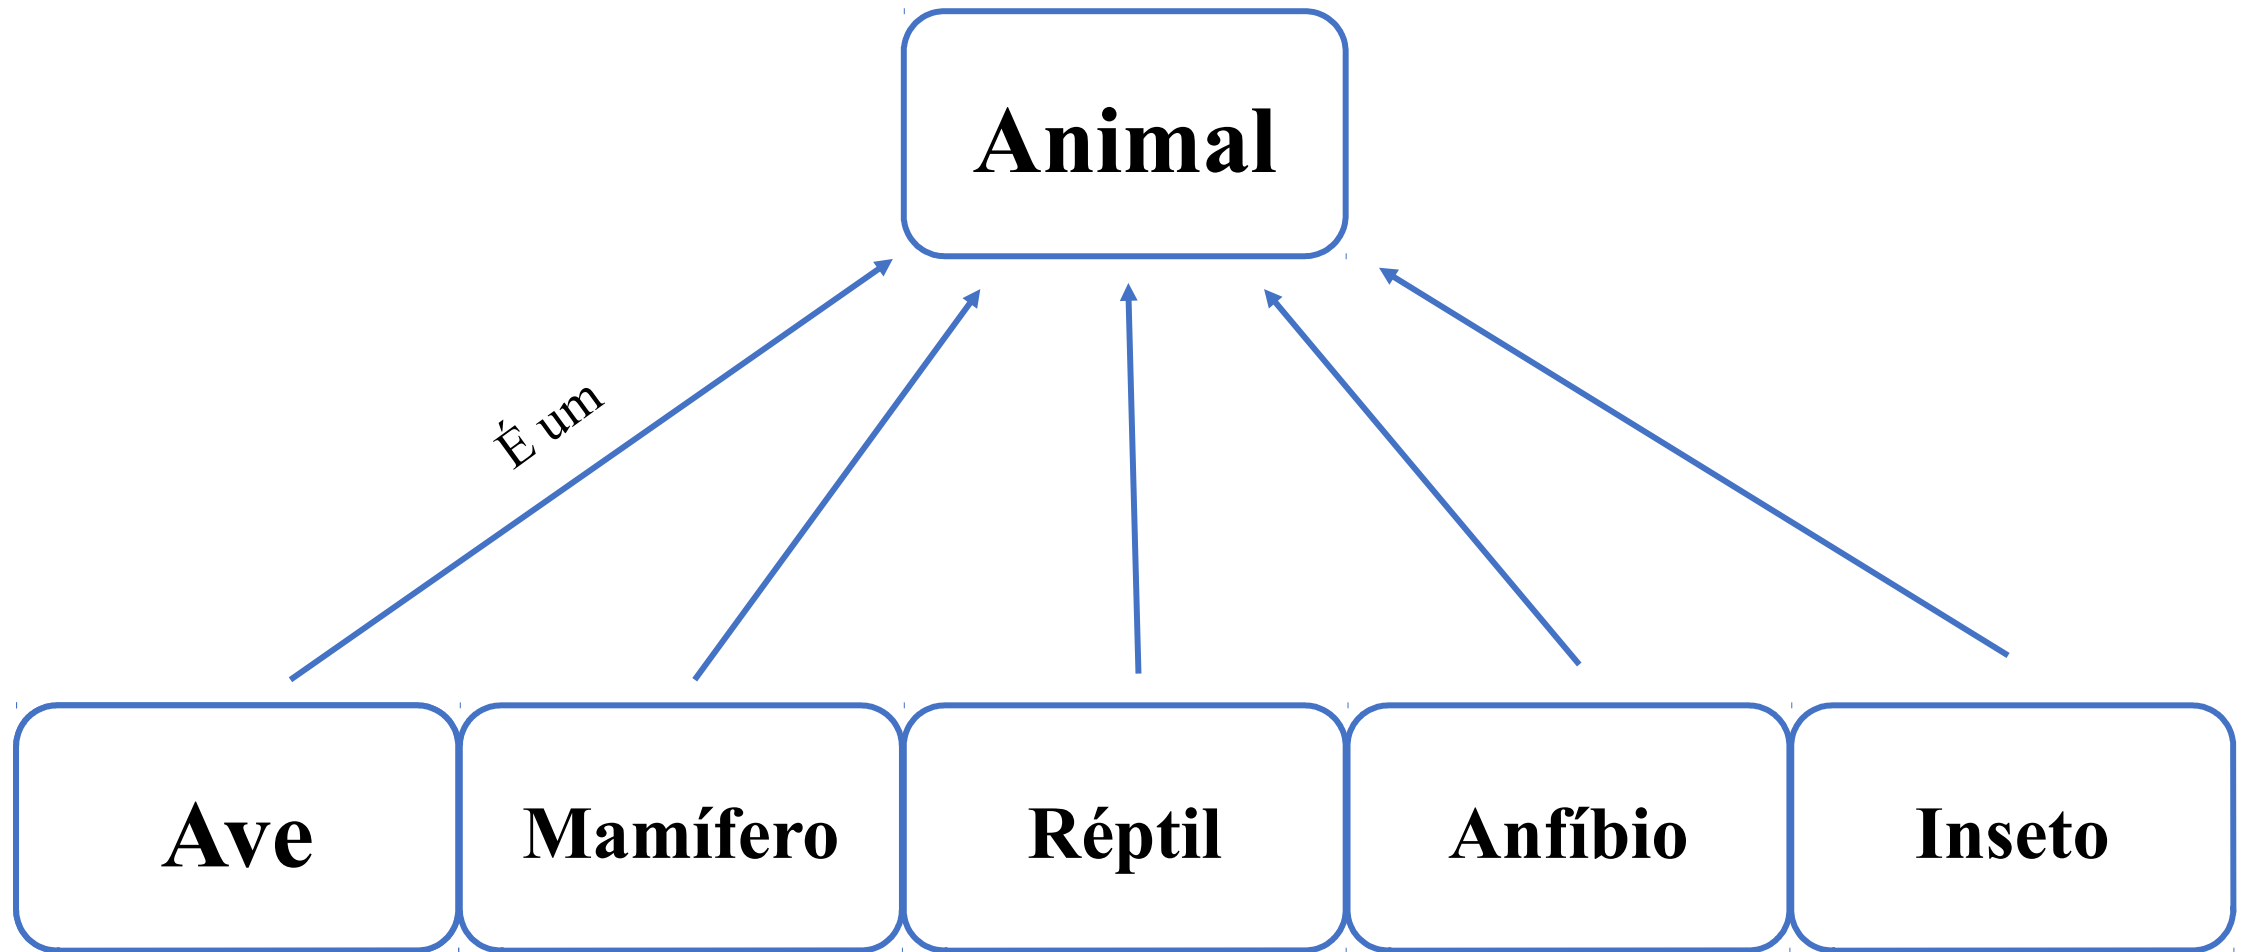 Animal
É um
Ave
Mamífero
Réptil
Anfíbio
Inseto